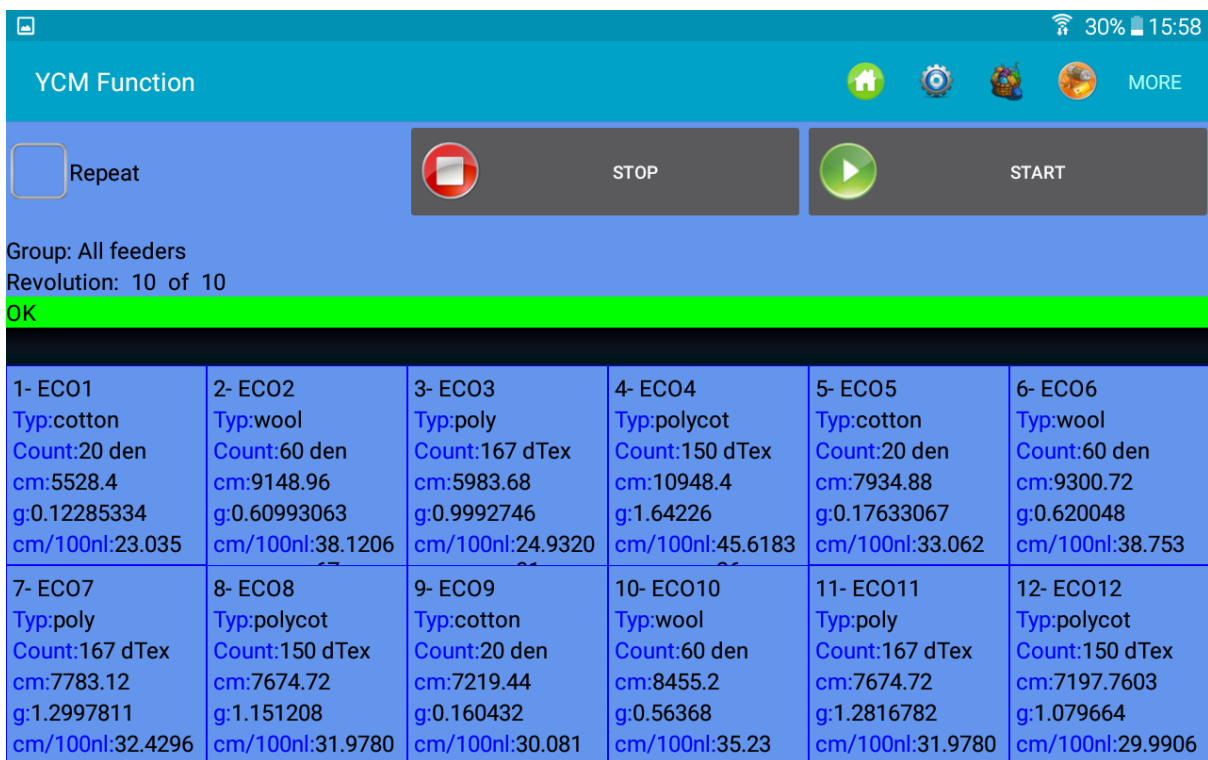 30% 15:58
YCM Function MORE
Repeat STOP START
Group: All feeders
Revolution: 10 of 10
OK
1- ECO1
Typ:cotton
Count:20 den
cm:5528.4
g:0.12285334
cm/100nl:23.035
2- ECO2
Typ:wool
Count:60 den
cm:9148.96
g:0.60993063
cm/100nl:38.1206
3- ECO3
Typ:poly
Count:167 dTex
cm:5983.68
g:0.9992746
cm/100nl:24.9320
4- ECO4
Typ:polycot
Count:150 dTex
cm:10948.4
g:1.64226
cm/100nl:45.6183
5- ECO5
Typ:cotton
Count:20 den
cm:7934.88
g:0.17633067
cm/100nl:33.062
6- ECO6
Typ:wool
Count:60 den
cm:9300.72
g:0.620048
cm/100nl:38.753
7- ECO7
Typ:poly
Count:167 dTex
cm:7783.12
g:1.2997811
cm/100nl:32.4296
8- ECO8
Typ:polycot
Count:150 dTex
cm:7674.72
g:1.151208
cm/100nl:31.9780
9- ECO9
Typ:cotton
Count:20 den
cm:7219.44
g:0.160432
cm/100nl:30.081
10- ECO10
Typ:wool
Count:60 den
cm:8455.2
g:0.56368
cm/100nl:35.23
11- ECO11
Typ:poly
Count:167 dTex
cm:7674.72
g:1.2816782
cm/100nl:31.9780
12- ECO12
Typ:polycot
Count:150 dTex
cm:7197.7603
g:1.079664
cm/100nl:29.9906